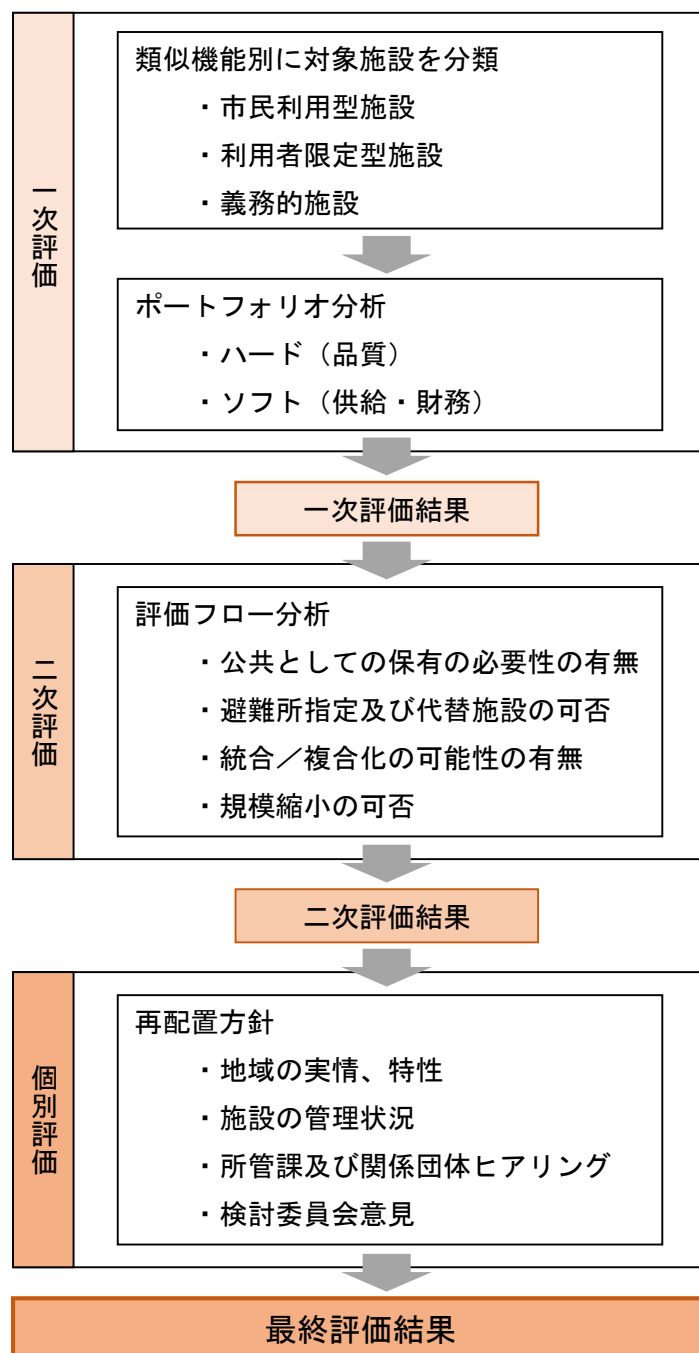 一次評価
類似機能別に対象施設を分類
・市民利用型施設
・利用者限定型施設
・義務的施設
ポートフォリオ分析
・ハード（品質）
・ソフト（供給・財務）
一次評価結果
二次評価
評価フロー分析
・公共としての保有の必要性の有無
・避難所指定及び代替施設の可否
・統合／複合化の可能性の有無
・規模縮小の可否
二次評価結果
個別評価
再配置方針
・地域の実情、特性
・施設の管理状況
・所管課及び関係団体ヒアリング
・検討委員会意見
最終評価結果